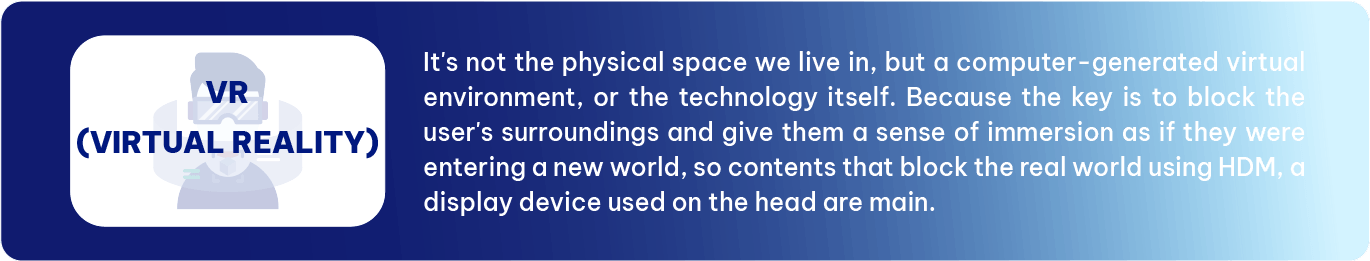 VR
(VIRTUAL REALITY)
It's not the physical space we live in, but a computer-generated virtual
environment, or the technology itself. Because the key is to block the
user's surroundings and give them a sense of immersion as if they were
entering a new world, so contents that block the real world using HDM, a
display device used on the head are main.